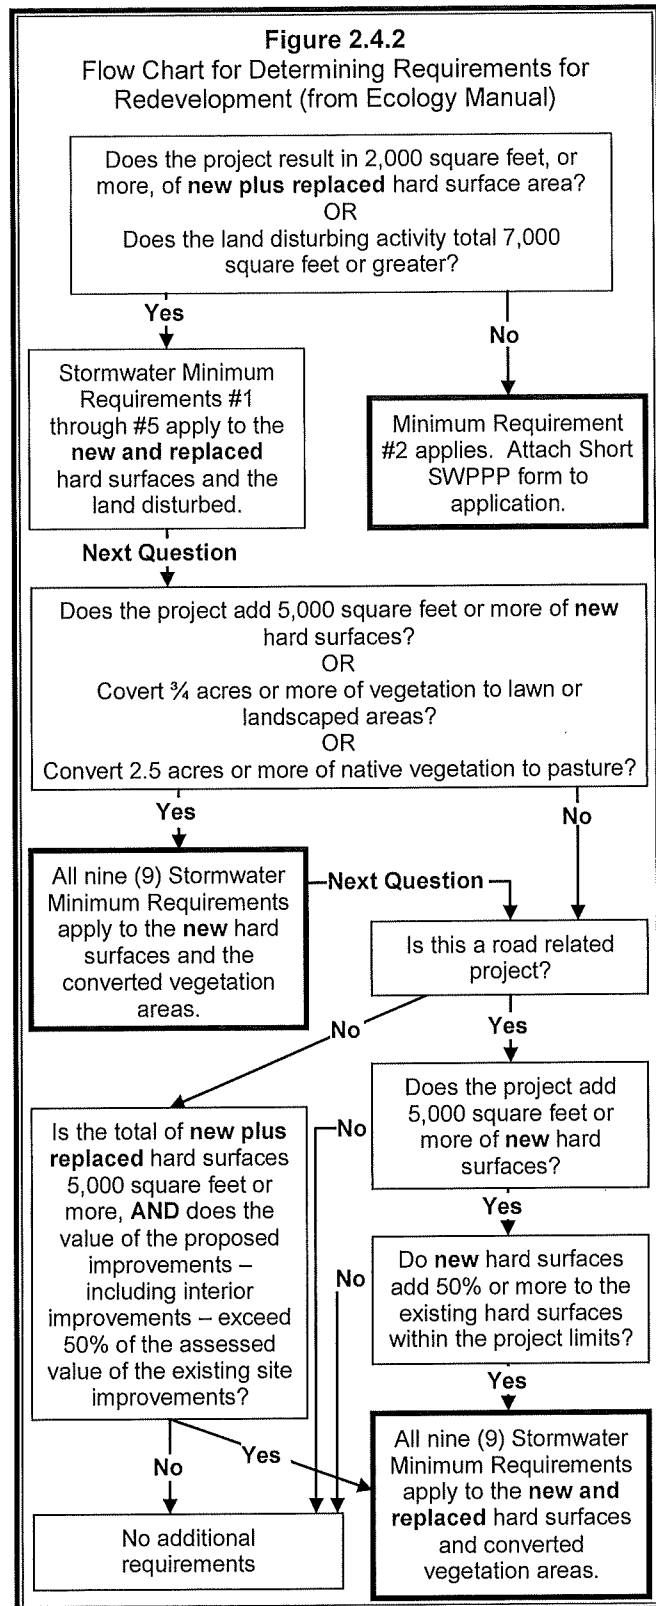 Figure 2.4.2
Flow Chart for Determining Requirements for
Redevelopment (from Ecology Manual)
Does the project result in 2,000 square feet, or
more, of new plus replaced hard surface area?
OR
Does the land disturbing activity total 7,000
square feet or greater?
Yes
No
Stormwater Minimum
Requirements #1
through #5 apply to the
new and replaced
hard surfaces and the
land disturbed.
Minimum Requirement
#2 applies. Attach Short
SWPPP form to
application.
Next Question
Does the project add 5,000 square feet or more of new
hard surfaces?
OR
Covert ¾ acres or more of vegetation to lawn or
landscaped areas?
OR
Convert 2.5 acres or more of native vegetation to pasture?
Yes
No
All nine (9) Stormwater
Minimum Requirements
apply to the new hard
surfaces and the
converted vegetation
areas.
Next Question
Is this a road related
project?
No
Yes
Does the project add
5,000 square feet or
more of new hard
surfaces?
No
Yes
Is the total of new plus
replaced hard surfaces
5,000 square feet or
more, AND does the
value of the proposed
improvements –
including interior
improvements – exceed
50% of the assessed
value of the existing site
improvements?
Do new hard surfaces
add 50% or more to the
existing hard surfaces
within the project limits?
No
Yes
No
Yes
All nine (9) Stormwater
Minimum Requirements
apply to the new and
replaced hard surfaces
and converted
vegetation areas.
No additional
requirements